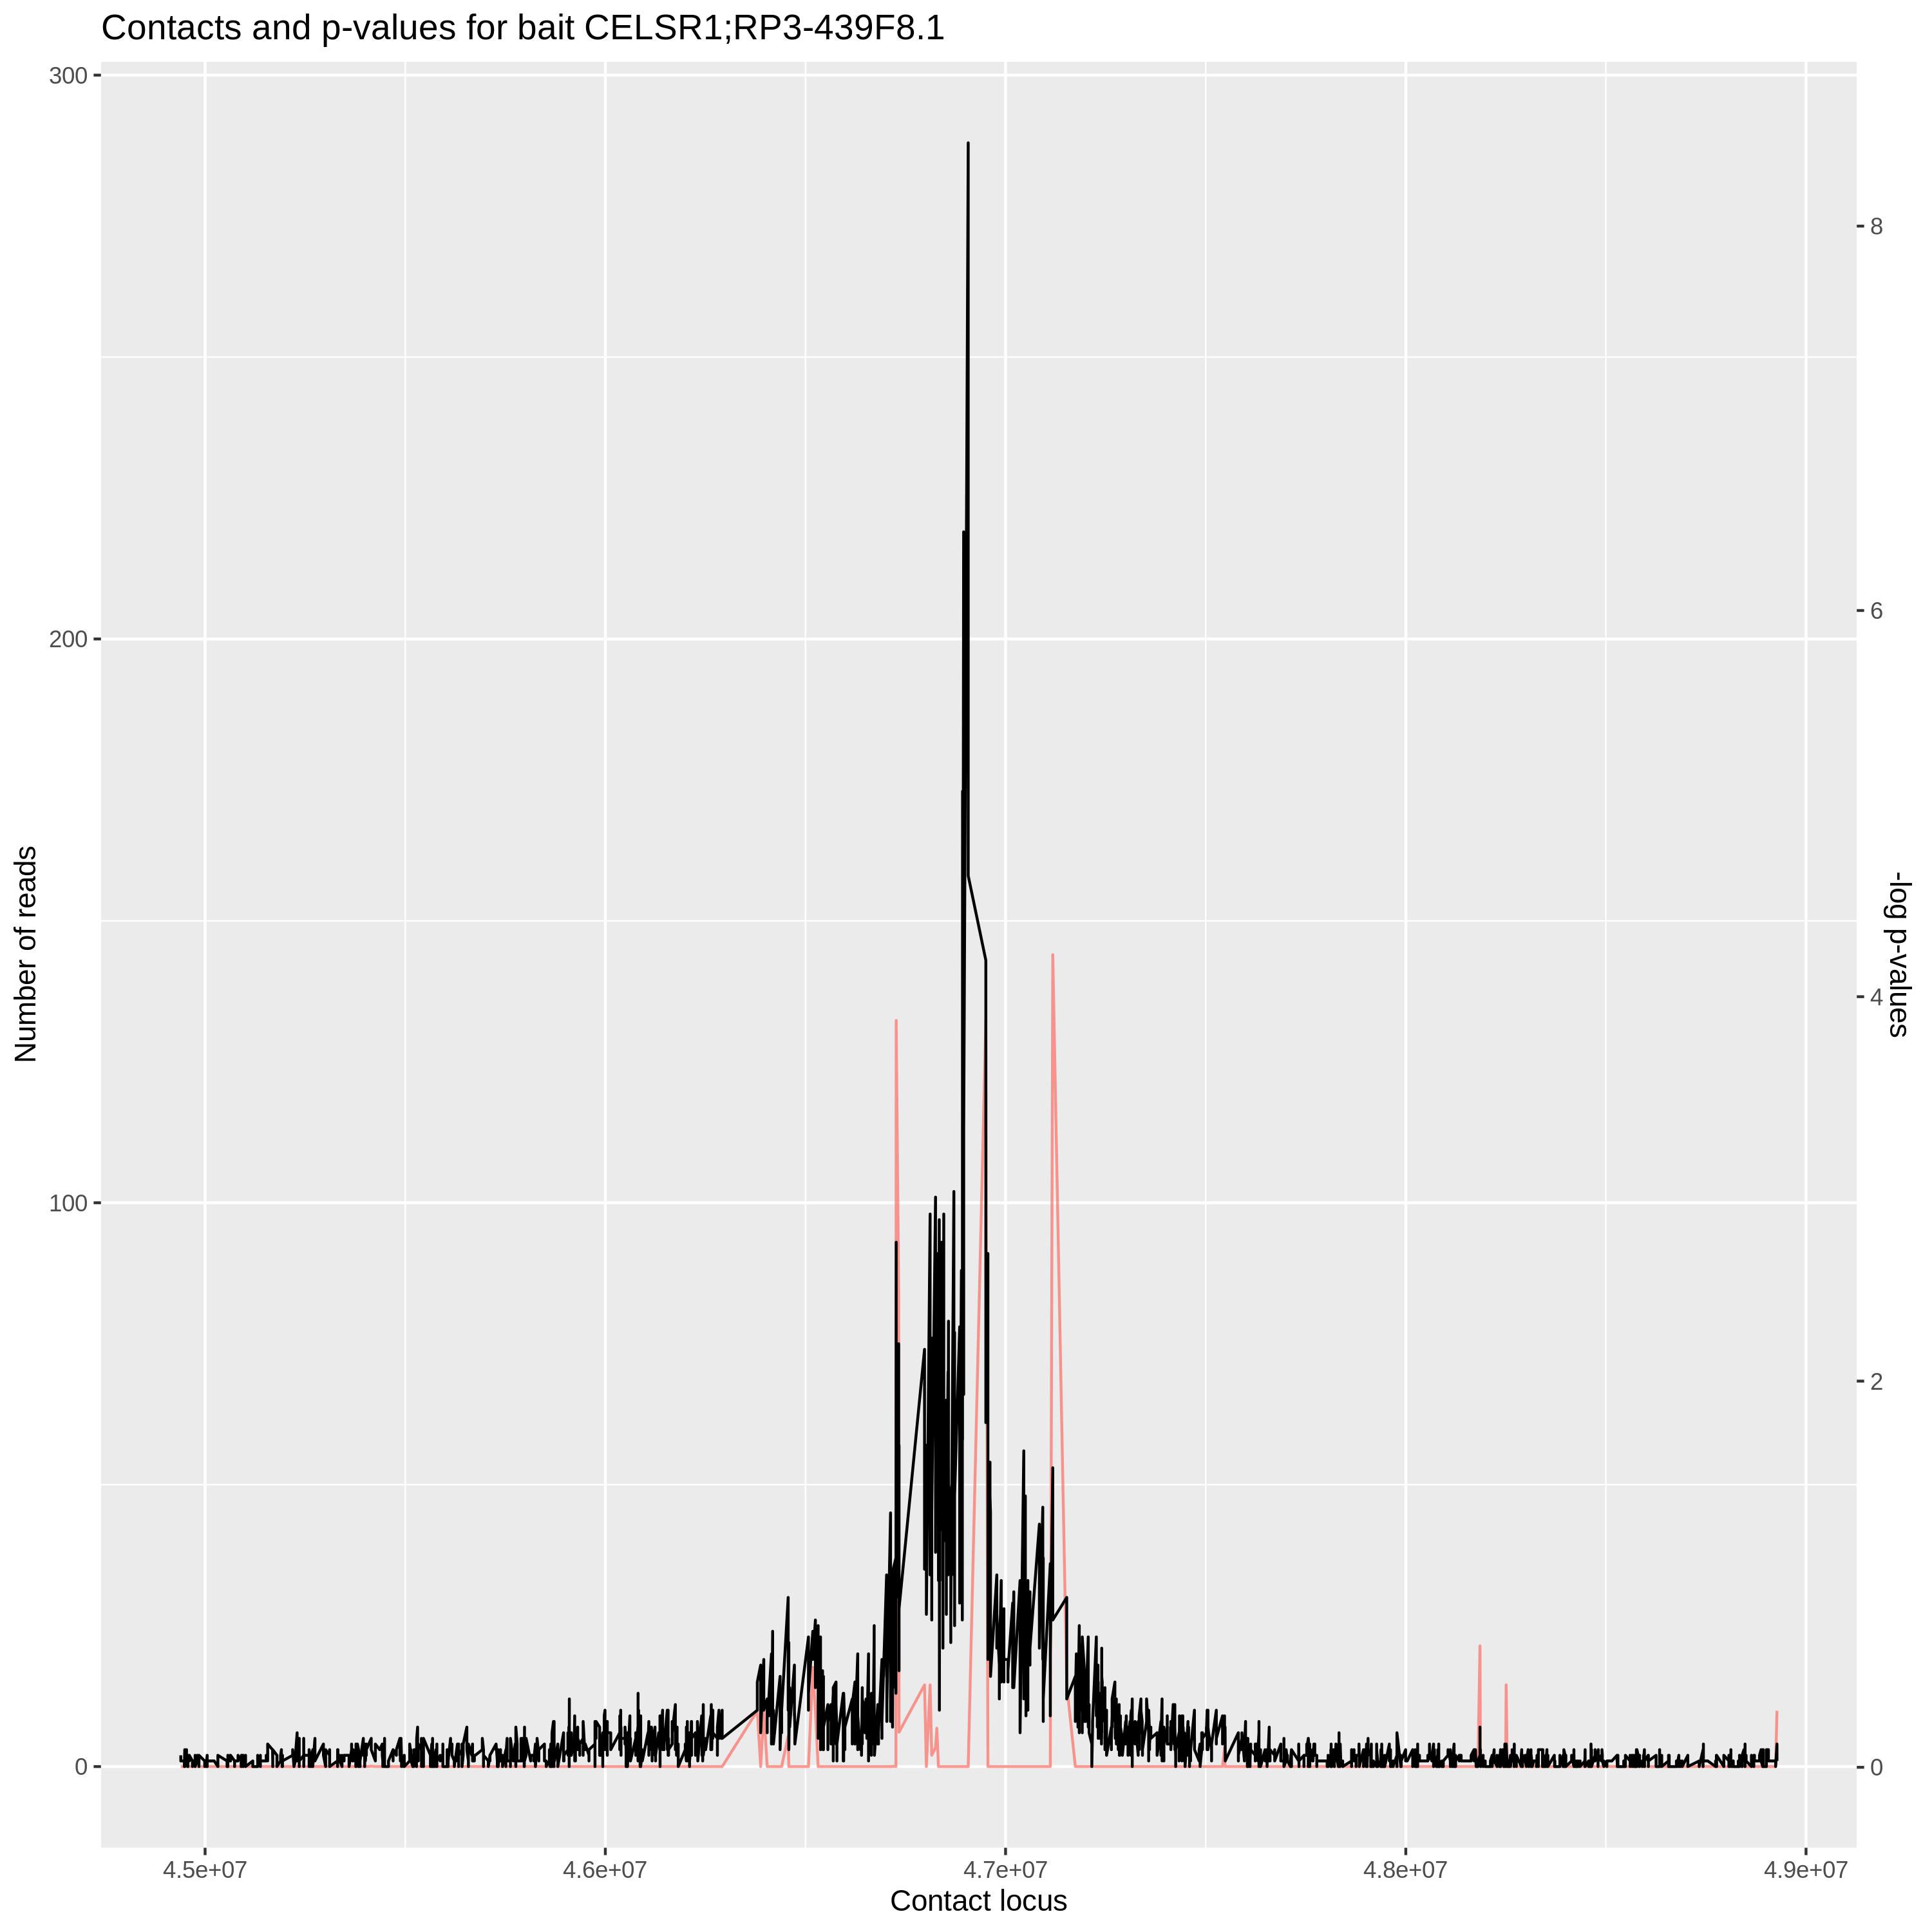 Contacts and p-values for bait CELSR1;RP3-439F8.1
300
200
100
0
Number of reads
8
6
4
2
0
-log p-values
4.5e+07 4.6e+07 4.7e+07 4.8e+07 4.9e+07
Contact locus